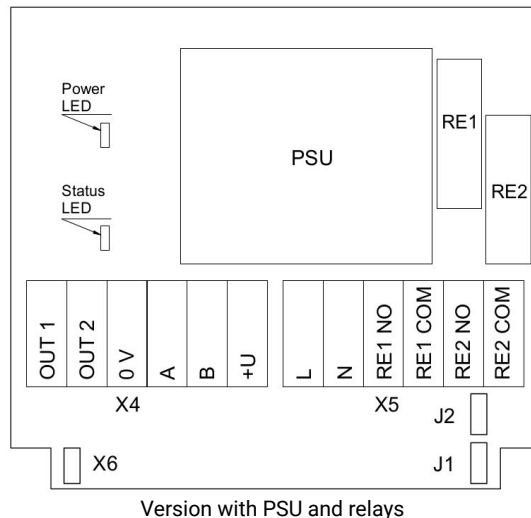 Power
LED
RE1
PSU
RE2
Status
LED
OUT 1
OUT 2
0 V
A
B
+U
L
N
RE1 NO
RE1 COM
RE2 NO
RE2 COM
X4
X5
J2
X6
J1
Version with PSU and relays